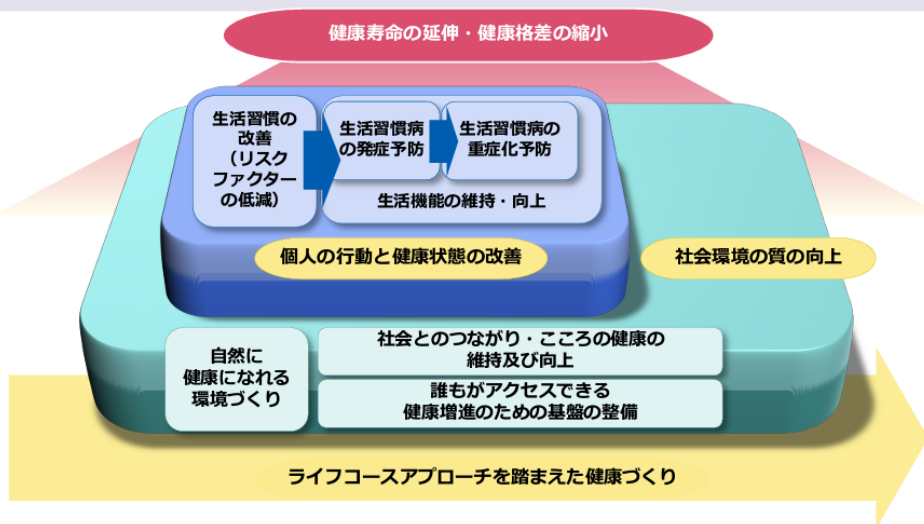 健康寿命の延伸・健康格差の縮小
生活習慣の
改善
（リスク
ファクター
の低減）
生活習慣病
の発症予防
生活習慣病の
重症化予防
生活機能の維持・向上
個人の行動と健康状態の改善
社会環境の質の向上
自然に
健康になれる
環境づくり
社会とのつながり・こころの健康の
維持及び向上
誰もがアクセスできる
健康増進のための基盤の整備
ライフコースアプローチを踏まえた健康づくり